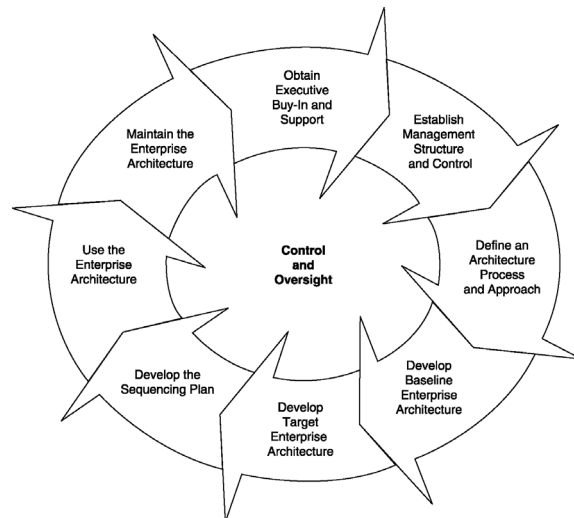 Obtain
Executive
Buy-In and
Support
Establish
Management
Structure
and Control
Define an
Architecture
Process
and Approach
Develop
Baseline
Enterprise
Architecture
Develop
Target
Enterprise
Architecture
Develop the
Sequencing Plan
Use the
Enterprise
Architecture
Maintain the
Enterprise
Architecture
Control
and
Oversight